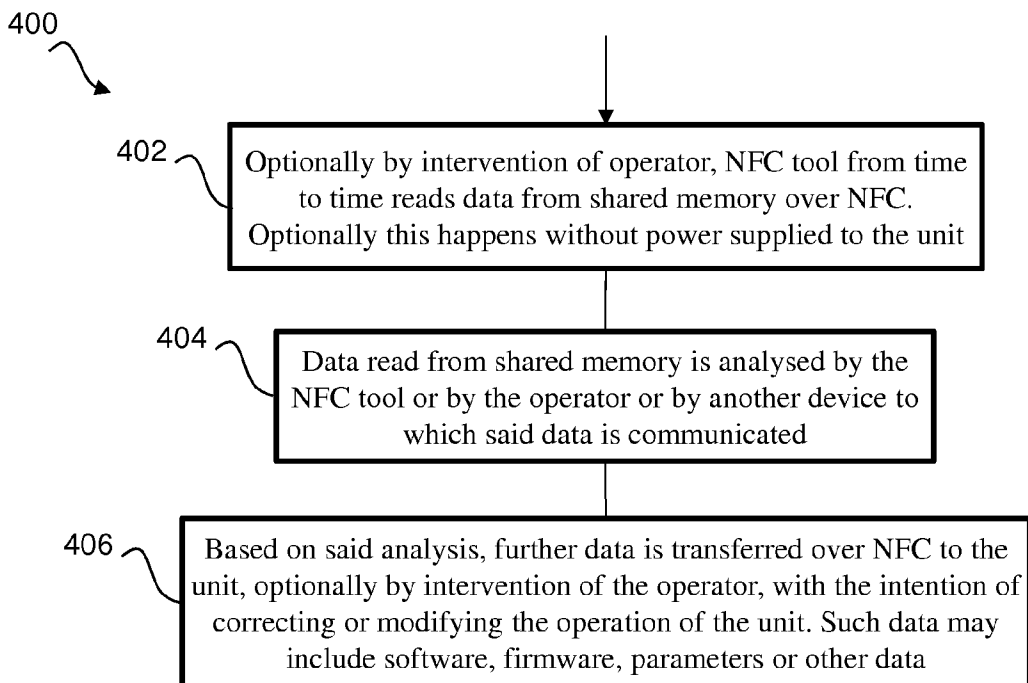 400
402
Optionally by intervention of operator, NFC tool from time
to time reads data from shared memory over NFC.
Optionally this happens without power supplied to the unit
404
Data read from shared memory is analysed by the
NFC tool or by the operator or by another device to
which said data is communicated
406
Based on said analysis, further data is transferred over NFC to the
unit, optionally by intervention of the operator, with the intention of
correcting or modifying the operation of the unit. Such data may
include software, firmware, parameters or other data